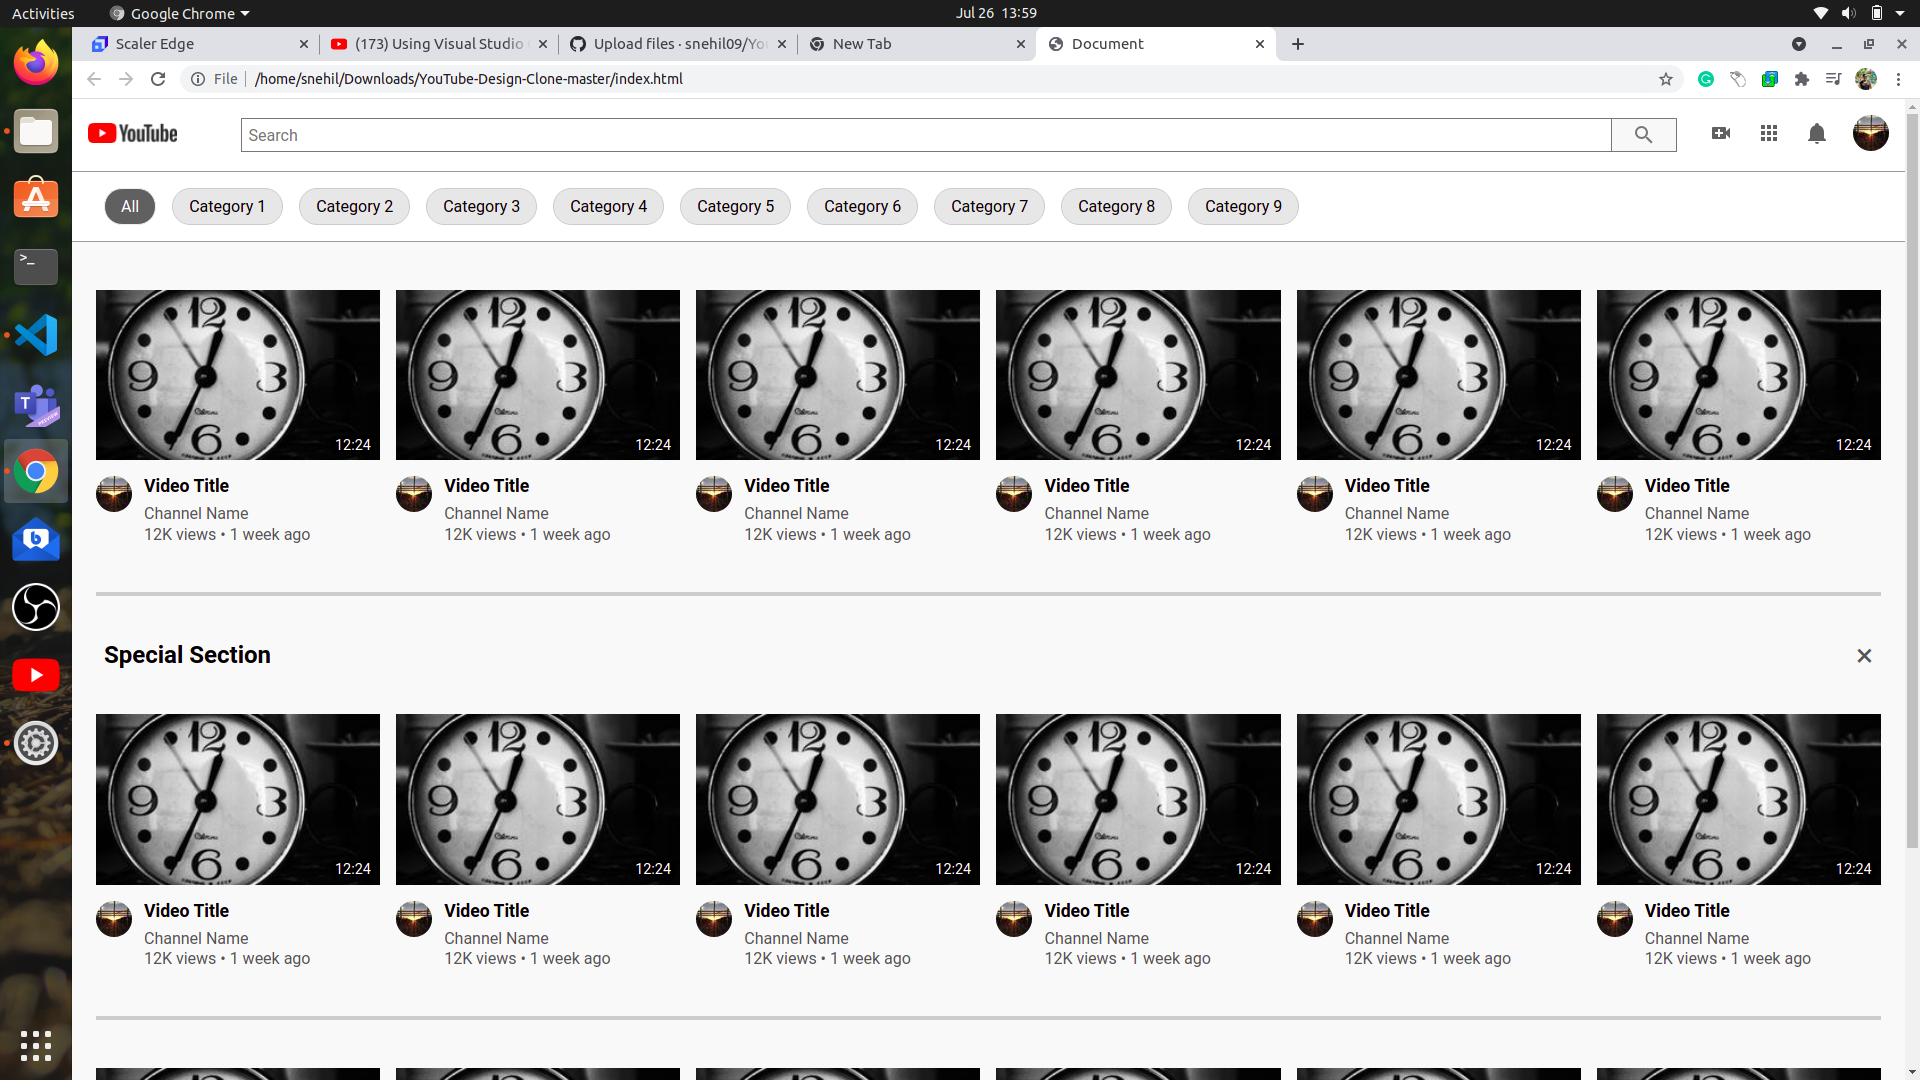 Activities Google Chrome Jul 26 13:59
Scaler Edge (173) Using Visual Studio Upload files · snehil09/You New Tab Document
File /home/snehil/Downloads/YouTube-Design-Clone-master/index.html
YouTube Search
All Category 1 Category 2 Category 3 Category 4 Category 5 Category 6 Category 7 Category 8 Category 9
12:24 12:24 12:24 12:24 12:24 12:24
Video Title Video Title Video Title Video Title Video Title Video Title
Channel Name Channel Name Channel Name Channel Name Channel Name Channel Name
12K views • 1 week ago 12K views • 1 week ago 12K views • 1 week ago 12K views • 1 week ago 12K views • 1 week ago 12K views • 1 week ago
Special Section
12:24 12:24 12:24 12:24 12:24 12:24
Video Title Video Title Video Title Video Title Video Title Video Title
Channel Name Channel Name Channel Name Channel Name Channel Name Channel Name
12K views • 1 week ago 12K views • 1 week ago 12K views • 1 week ago 12K views • 1 week ago 12K views • 1 week ago 12K views • 1 week ago